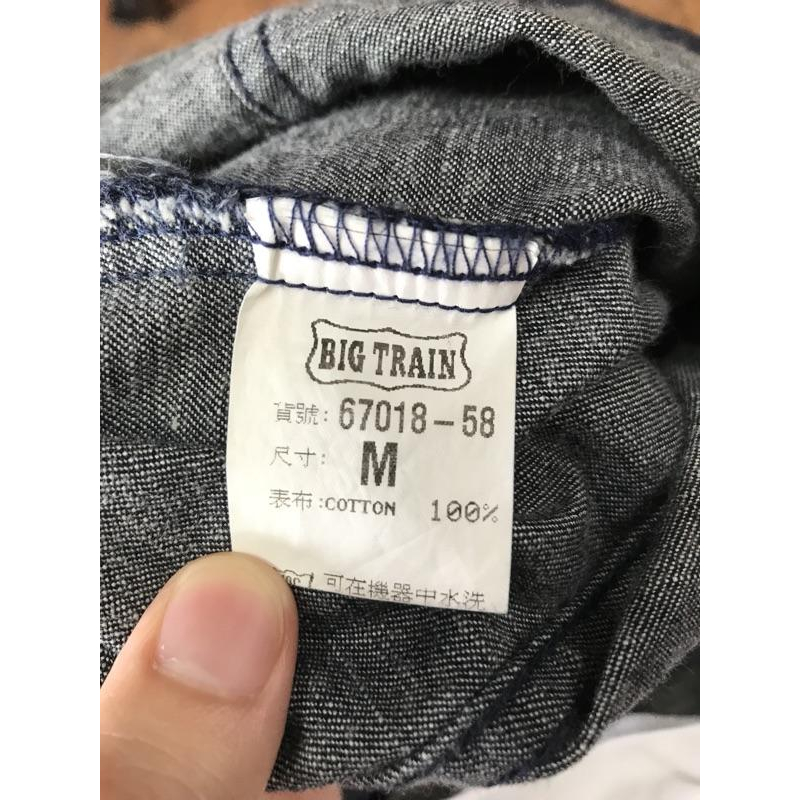 BIG TRAIN
貨號: 67018-58
尺寸: M
表布:COTTON 100%
可在機器中水洗